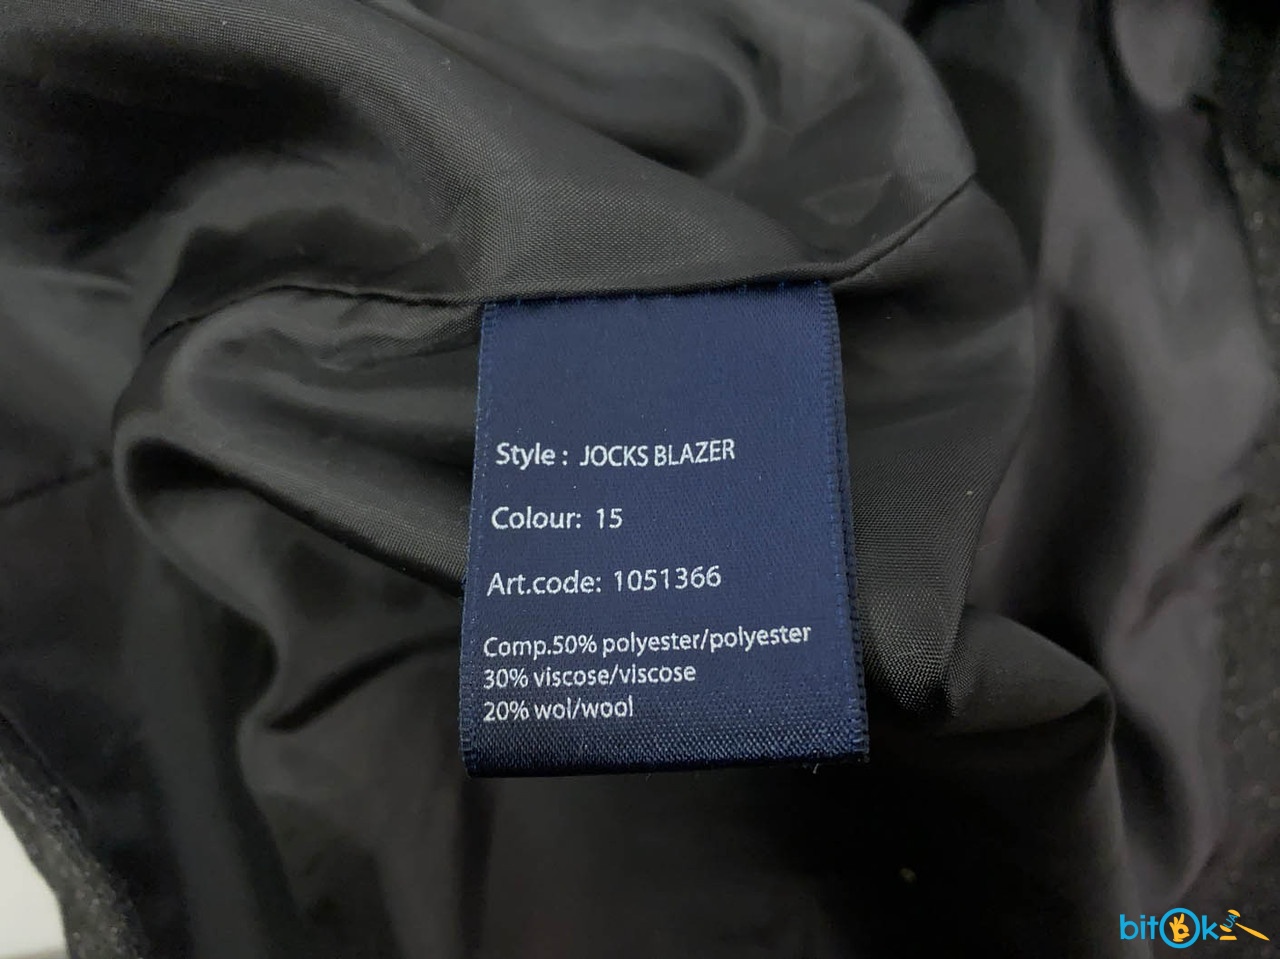 Style : JOCKS BLAZER
Colour: 15
Art.code: 1051366
Comp.50% polyester/polyester
30% viscose/viscose
20% wol/wool
bitOk UA